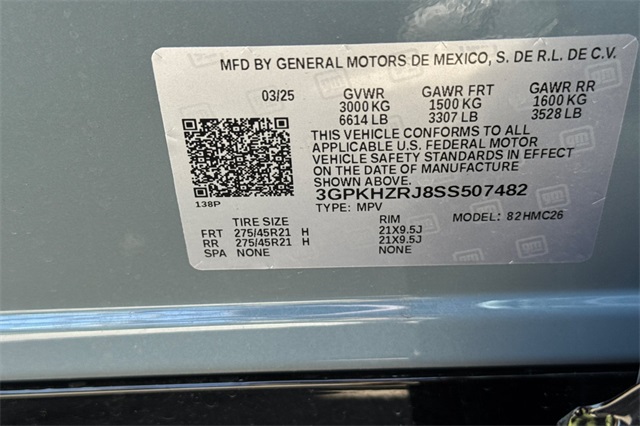 MFD BY GENERAL MOTORS DE MEXICO, S. DE R.L. DE C.V.
03/25 GVWR GAWR FRT GAWR RR
3000 KG 1500 KG 1600 KG
6614 LB 3307 LB 3528 LB
THIS VEHICLE CONFORMS TO ALL
APPLICABLE U.S. FEDERAL MOTOR
VEHICLE SAFETY STANDARDS IN EFFECT
ON THE DATE OF MANUFACTURE
SHOWN ABOVE.
138P
3GPKHZRJ8SS507482
TYPE: MPV MODEL: 82HMC26
TIRE SIZE RIM
FRT 275/45R21 H 21X9.5J
RR 275/45R21 H 21X9.5J
SPA NONE NONE